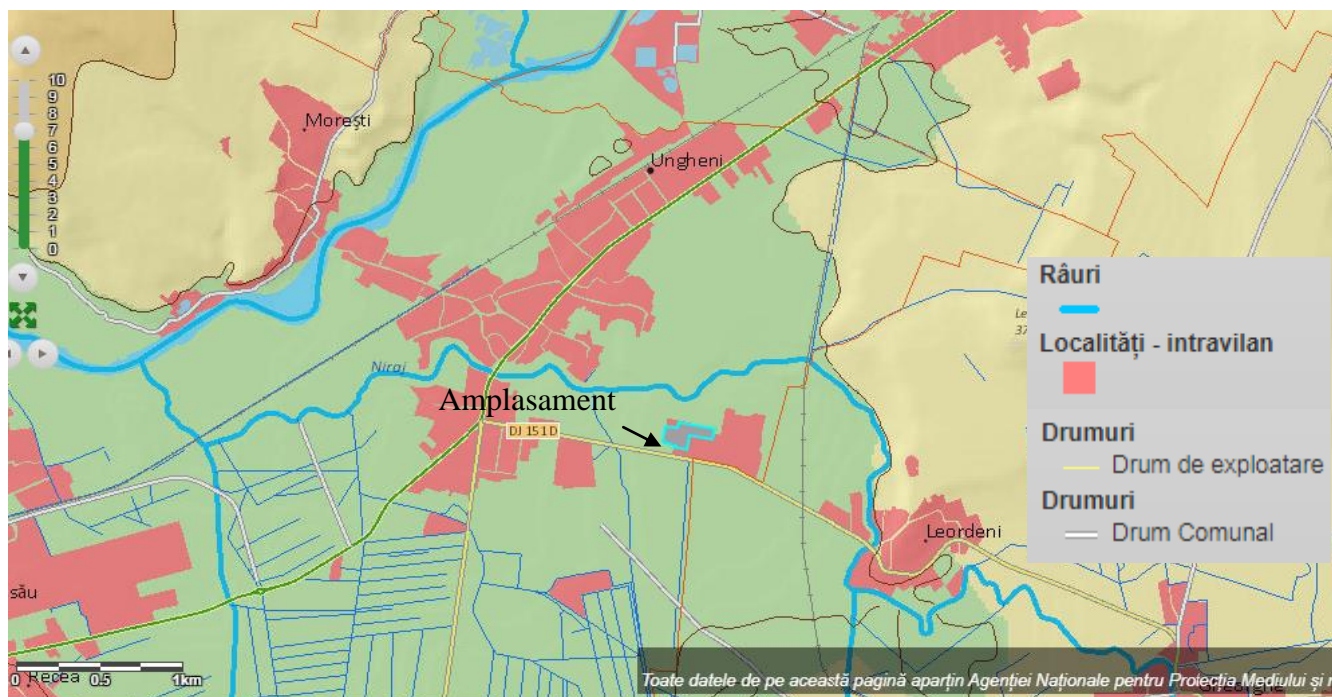 10
9
8
7
6
5
4
3
2
1
0
Morești
Ungheni
Râuri
Localități - intravilan
Niraj
Amplasament
DJ 151D
Drumuri
Drum de exploatare
Drumuri
Drum Comunal
Leordeni
său
Recea
0 0.5 1km
Toate datele de pe această pagină aparțin Agenției Naționale pentru Protecția Mediului și